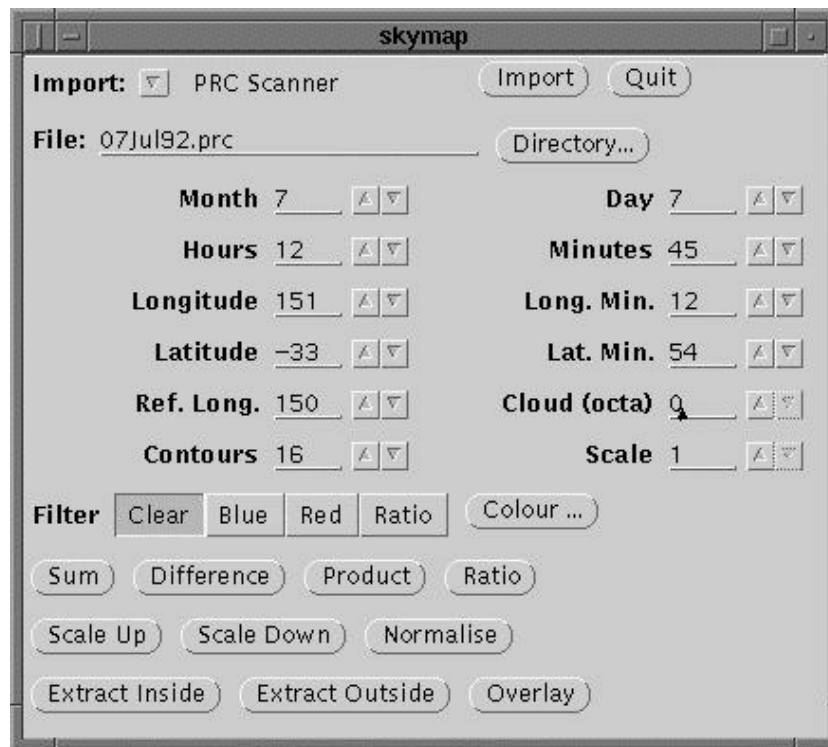 skymap
Import: PRC Scanner Import Quit
File: 07Jul92.prc Directory...
Month 7 Day 7
Hours 12 Minutes 45
Longitude 151 Long. Min. 12
Latitude -33 Lat. Min. 54
Ref. Long. 150 Cloud (octa) 0
Contours 16 Scale 1
Filter Clear Blue Red Ratio Colour ...
Sum Difference Product Ratio
Scale Up Scale Down Normalise
Extract Inside Extract Outside Overlay